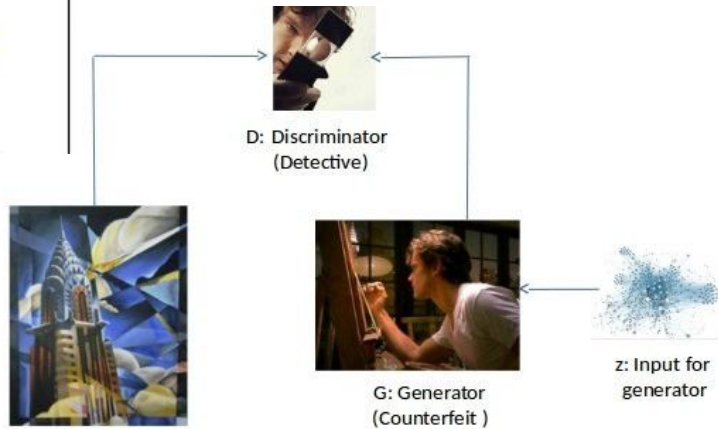 D: Discriminator
(Detective)
G: Generator
(Counterfeit )
z: Input for
generator